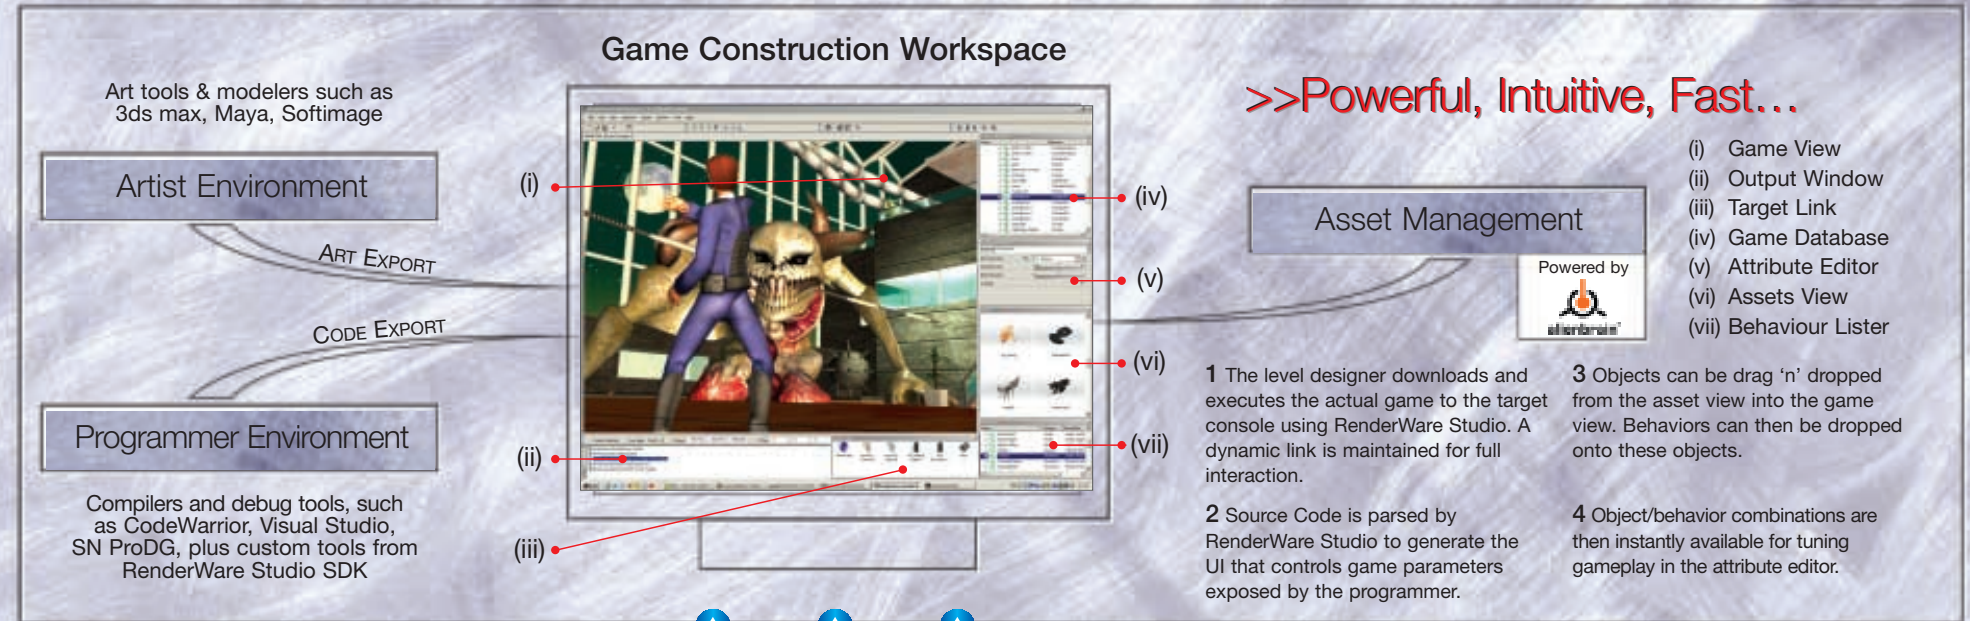 Game Construction Workspace
Art tools & modelers such as
3ds max, Maya, Softimage
Artist Environment
ART EXPORT
CODE EXPORT
Programmer Environment
Compilers and debug tools, such
as CodeWarrior, Visual Studio,
SN ProDG, plus custom tools from
RenderWare Studio SDK
(i)
(ii)
(iii)
(iv)
(v)
(vi)
(vii)
>>Powerful, Intuitive, Fast...
Asset Management
Powered by
alienbrain
(i) Game View
(ii) Output Window
(iii) Target Link
(iv) Game Database
(v) Attribute Editor
(vi) Assets View
(vii) Behaviour Lister
1 The level designer downloads and
executes the actual game to the target
console using RenderWare Studio. A
dynamic link is maintained for full
interaction.
2 Source Code is parsed by
RenderWare Studio to generate the
UI that controls game parameters
exposed by the programmer.
3 Objects can be drag ‘n’ dropped
from the asset view into the game
view. Behaviors can then be dropped
onto these objects.
4 Object/behavior combinations are
then instantly available for tuning
gameplay in the attribute editor.